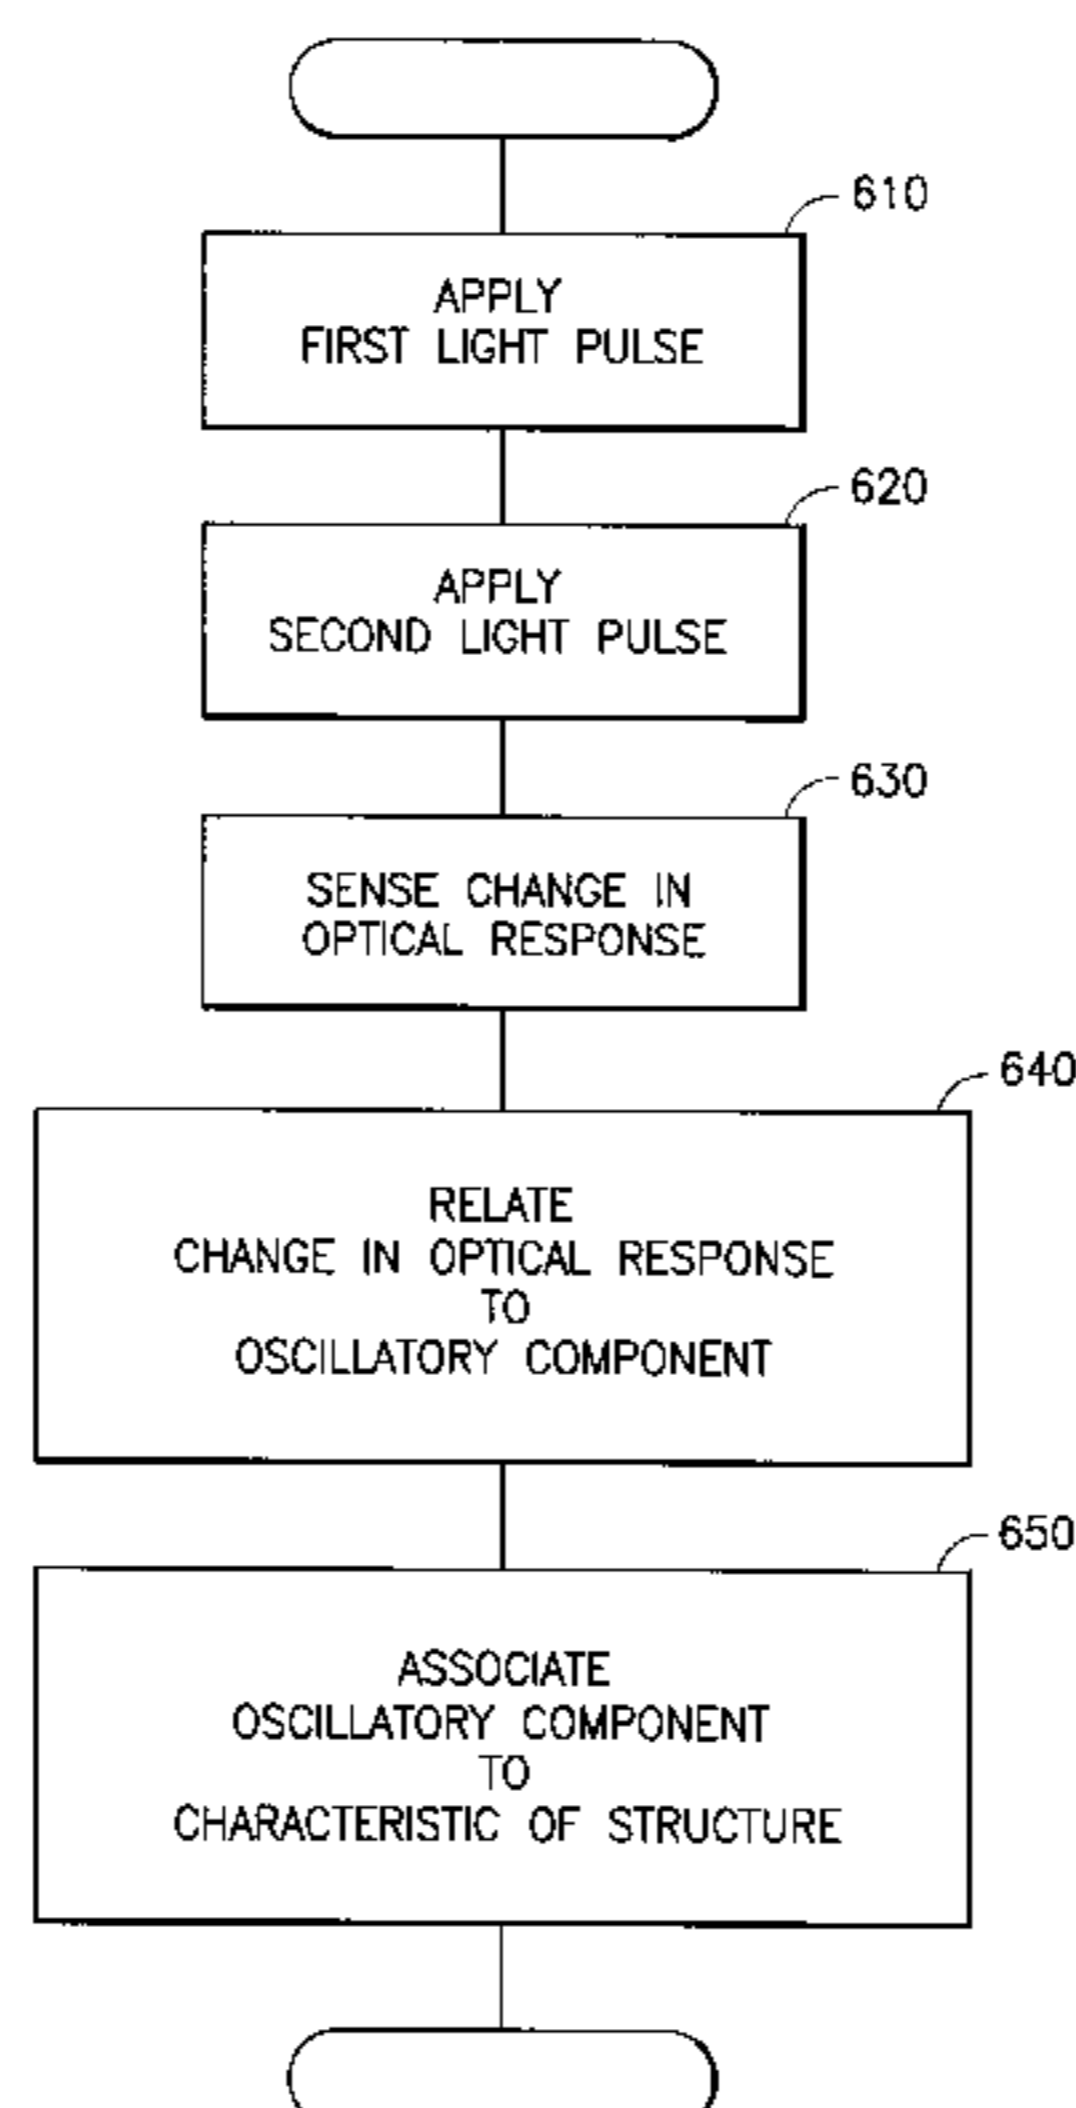 610
APPLY
FIRST LIGHT PULSE
620
APPLY
SECOND LIGHT PULSE
630
SENSE CHANGE IN
OPTICAL RESPONSE
640
RELATE
CHANGE IN OPTICAL RESPONSE
TO
OSCILLATORY COMPONENT
650
ASSOCIATE
OSCILLATORY COMPONENT
TO
CHARACTERISTIC OF STRUCTURE